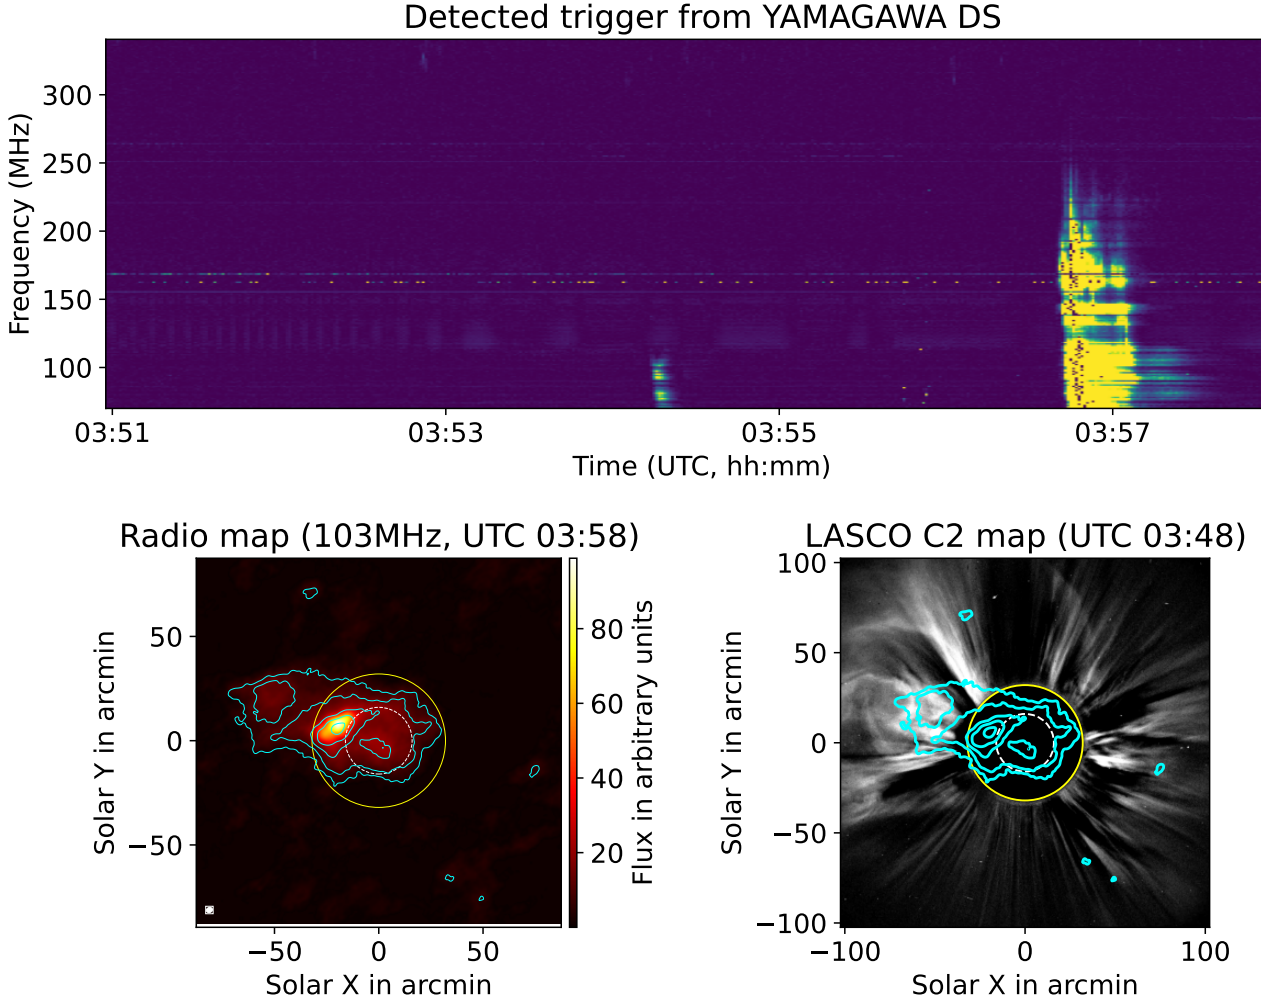 Detected trigger from YAMAGAWA DS
Frequency (MHz)
300
250
200
150
100
03:51 03:53 03:55 03:57
Time (UTC, hh:mm)
Radio map (103MHz, UTC 03:58)
Solar Y in arcmin
50
0
−50
−50 0 50
Solar X in arcmin
80
60
40
20
Flux in arbitrary units
LASCO C2 map (UTC 03:48)
Solar Y in arcmin
100
50
0
−50
−100
−100 0 100
Solar X in arcmin